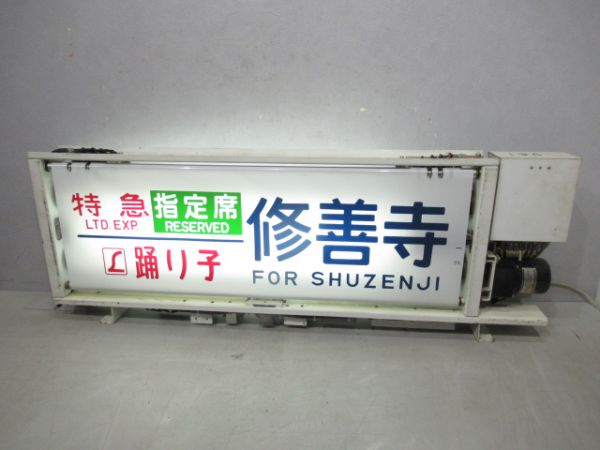 特急 指定席
LTD. EXP. RESERVED
L 踊り子
修善寺
FOR SHUZENJI